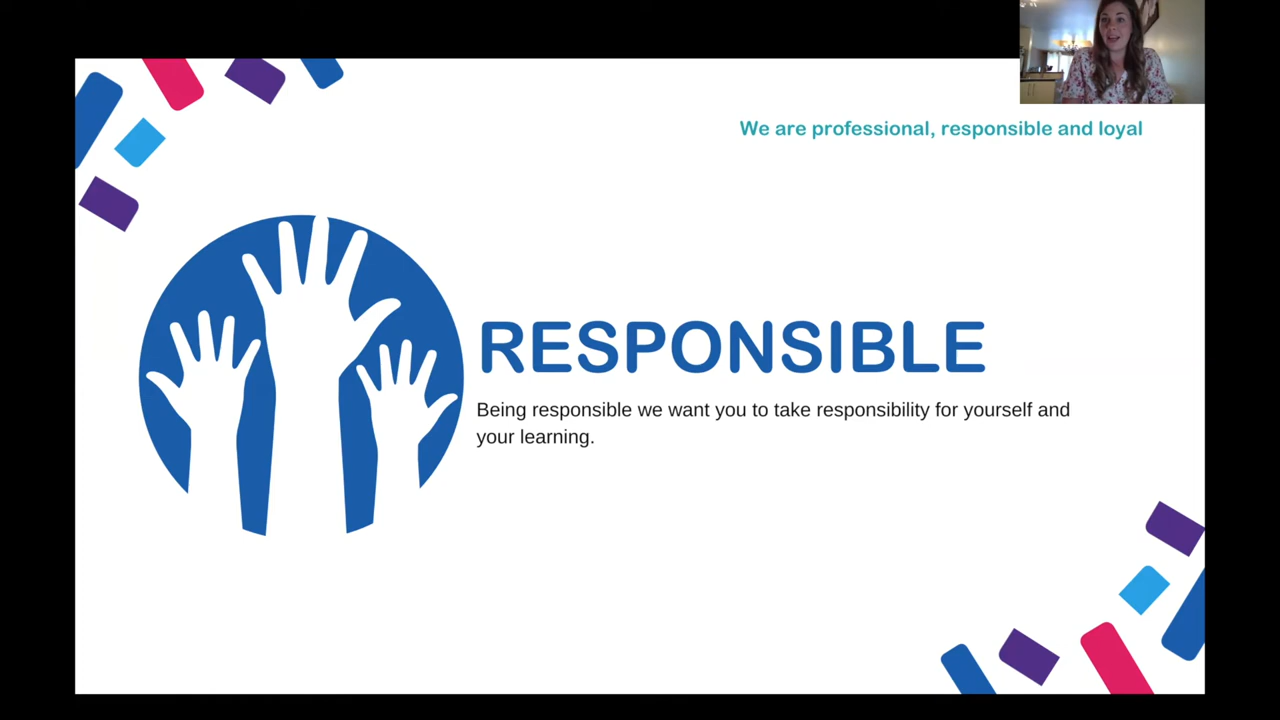 We are professional, responsible and loyal
RESPONSIBLE
Being responsible we want you to take responsibility for yourself and
your learning.